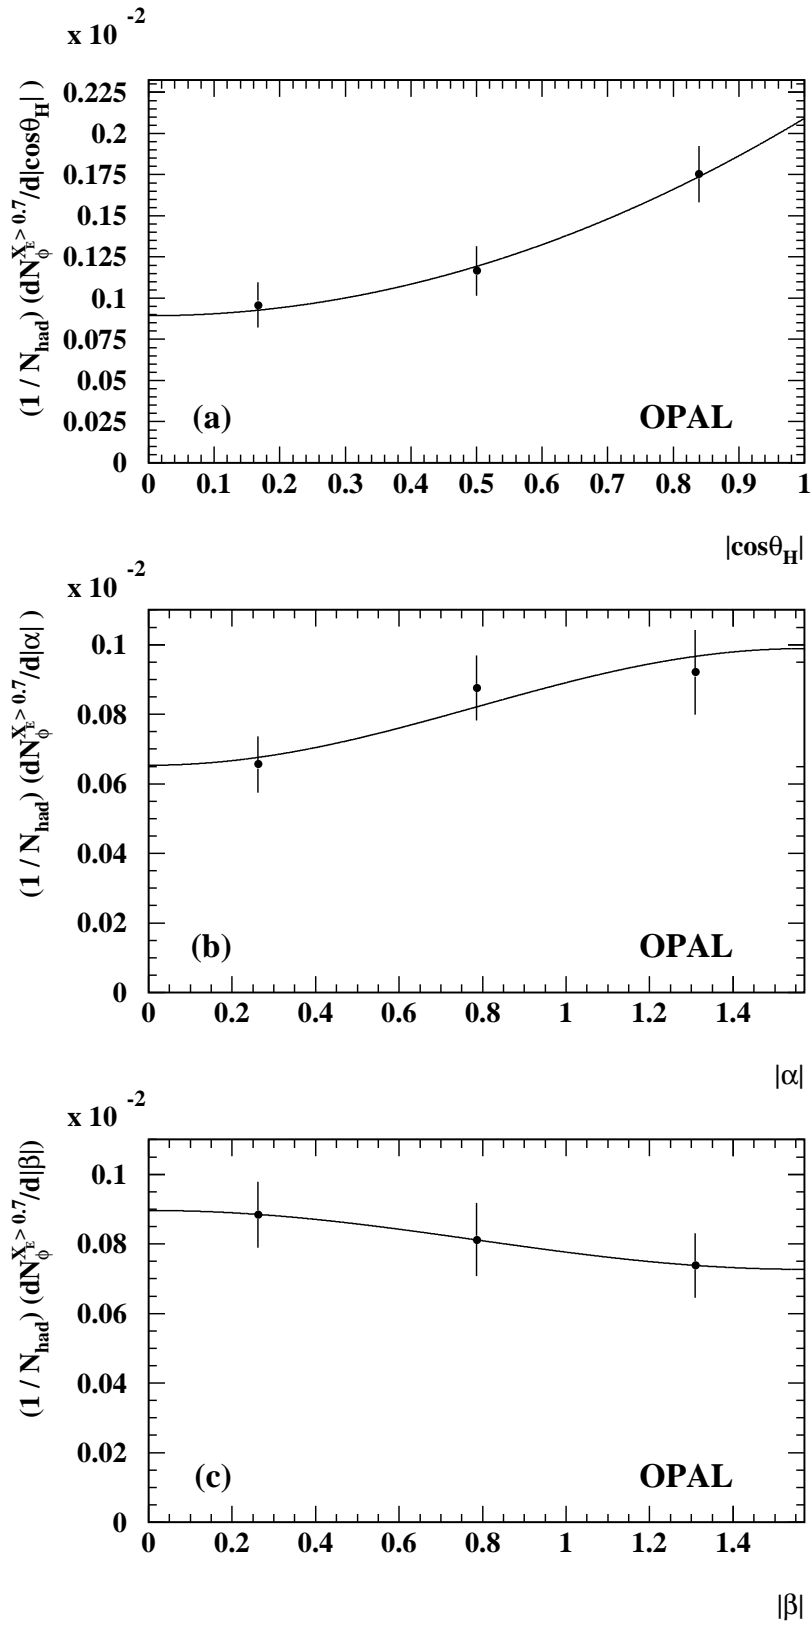 x 10 -2
(1 / N_had) (dN_ϕ^{X_E > 0.7}/d|cosθ_H| )
0.225
0.2
0.175
0.15
0.125
0.1
0.075
0.05
0.025
0
(a) OPAL
0 0.1 0.2 0.3 0.4 0.5 0.6 0.7 0.8 0.9 1
|cosθ_H|
x 10 -2
(1 / N_had) (dN_ϕ^{X_E > 0.7}/d|α| )
0.1
0.08
0.06
0.04
0.02
0
(b) OPAL
0 0.2 0.4 0.6 0.8 1 1.2 1.4
|α|
x 10 -2
(1 / N_had) (dN_ϕ^{X_E > 0.7}/d|β|)
0.1
0.08
0.06
0.04
0.02
0
(c) OPAL
0 0.2 0.4 0.6 0.8 1 1.2 1.4
|β|